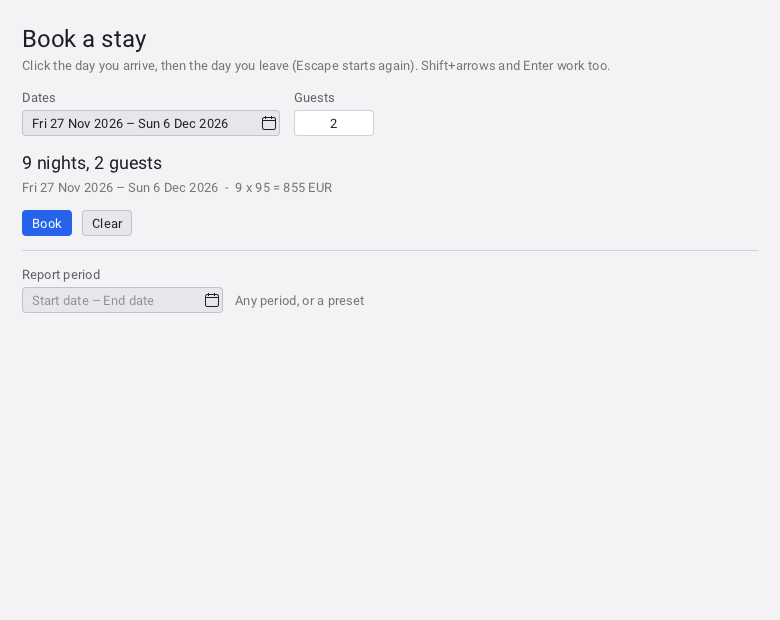 Book a stay
Click the day you arrive, then the day you leave (Escape starts again). Shift+arrows and Enter work too.
Dates Guests
Fri 27 Nov 2026 – Sun 6 Dec 2026 2
9 nights, 2 guests
Fri 27 Nov 2026 – Sun 6 Dec 2026 - 9 x 95 = 855 EUR
Book Clear
Report period
Start date – End date Any period, or a preset